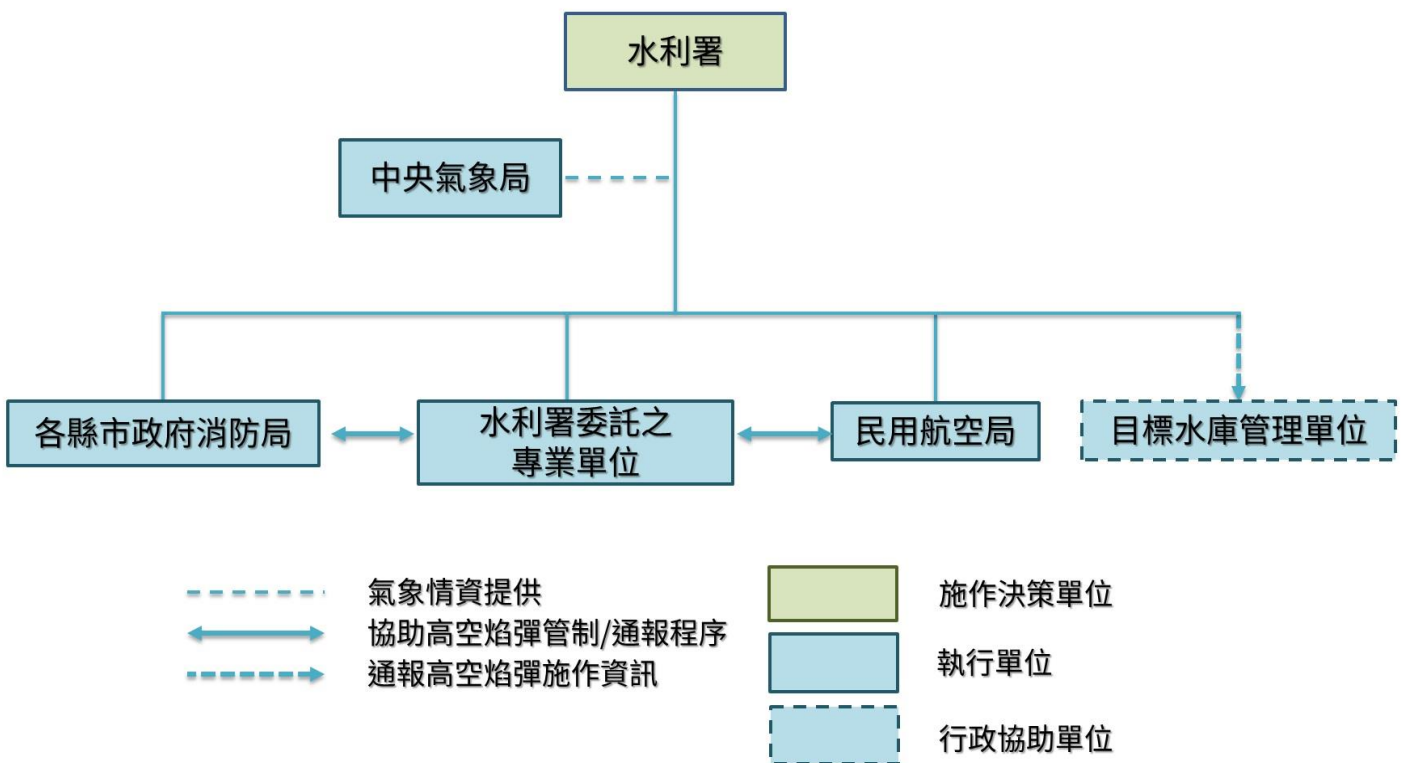 水利署
中央氣象局
各縣市政府消防局
水利署委託之
專業單位
民用航空局
目標水庫管理單位
氣象情資提供
協助高空焰彈管制/通報程序
通報高空焰彈施作資訊
施作決策單位
執行單位
行政協助單位